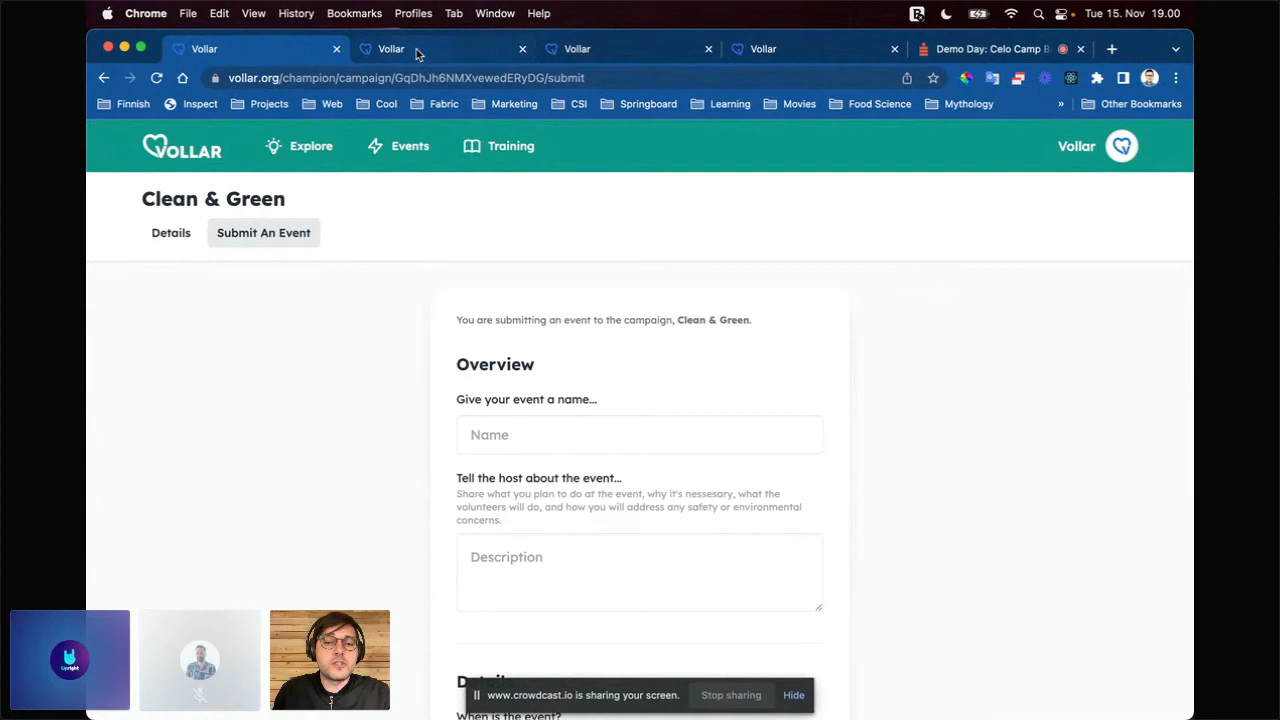 Chrome File Edit View History Bookmarks Profiles Tab Window Help Tue 15. Nov 19.00
Vollar Vollar Vollar Vollar Demo Day: Celo Camp B
vollar.org/champion/campaign/GqDhJh6NMXvewedERyDG/submit
Finnish Inspect Projects Web Cool Fabric Marketing CSI Springboard Learning Movies Food Science Mythology » Other Bookmarks
VOLLAR Explore Events Training Vollar
Clean & Green
Details Submit An Event
You are submitting an event to the campaign, Clean & Green.
Overview
Give your event a name...
Name
Tell the host about the event...
Share what you plan to do at the event, why it's nessesary, what the
volunteers will do, and how you will address any safety or environmental
concerns.
Description
Upright
www.crowdcast.io is sharing your screen. Stop sharing Hide
When is the event?